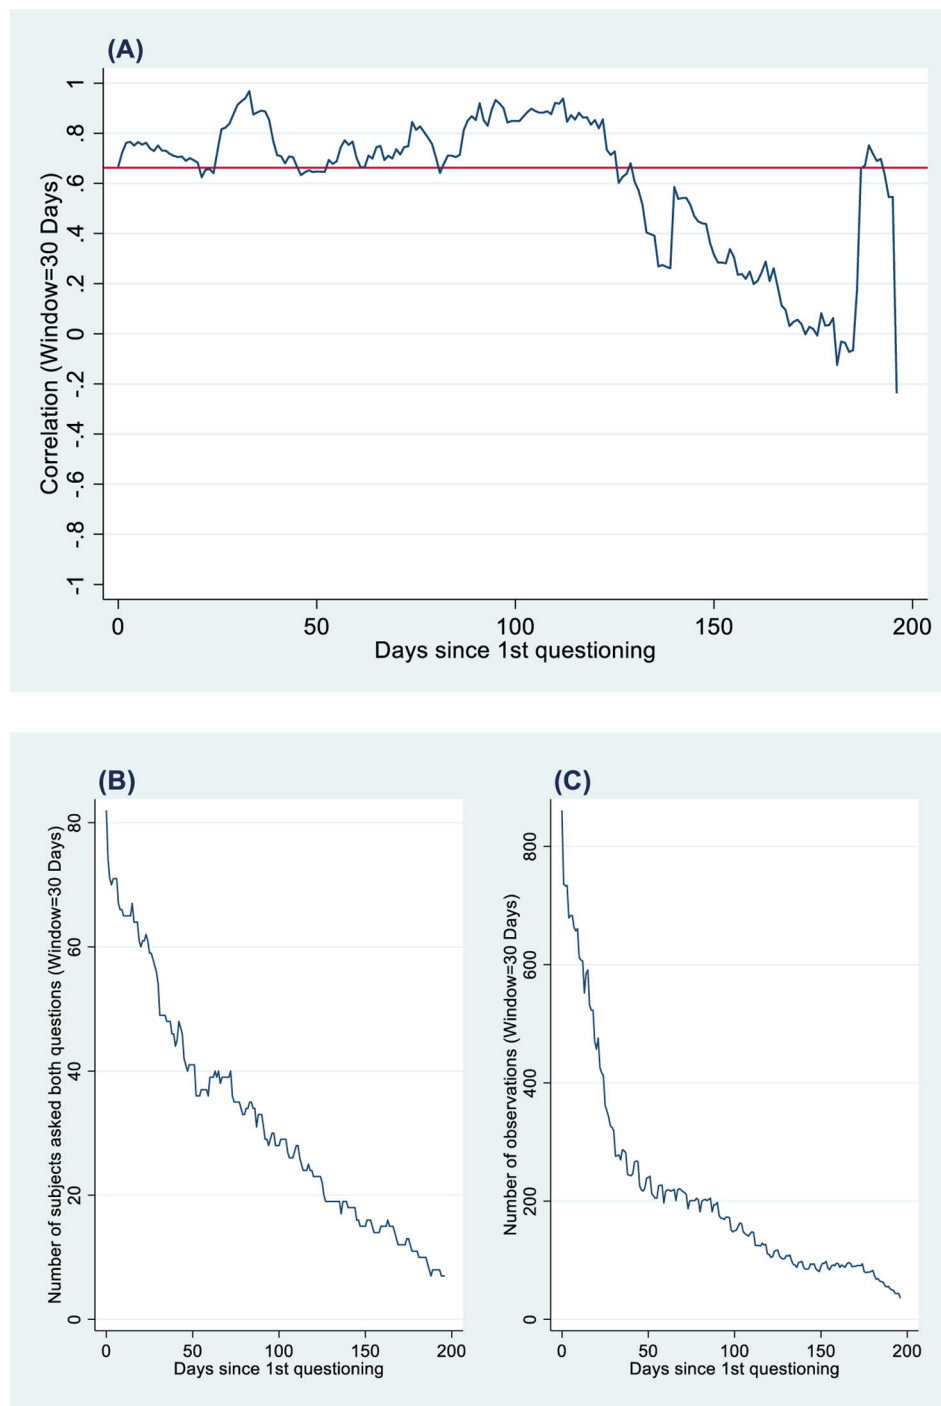 (A)
Correlation (Window=30 Days)
1
.8
.6
.4
.2
0
-.2
-.4
-.6
-.8
-1
0 50 100 150 200
Days since 1st questioning
(B)
Number of subjects asked both questions (Window=30 Days)
80
60
40
20
0
0 50 100 150 200
Days since 1st questioning
(C)
Number of observations (Window=30 Days)
800
600
400
200
0
0 50 100 150 200
Days since 1st questioning